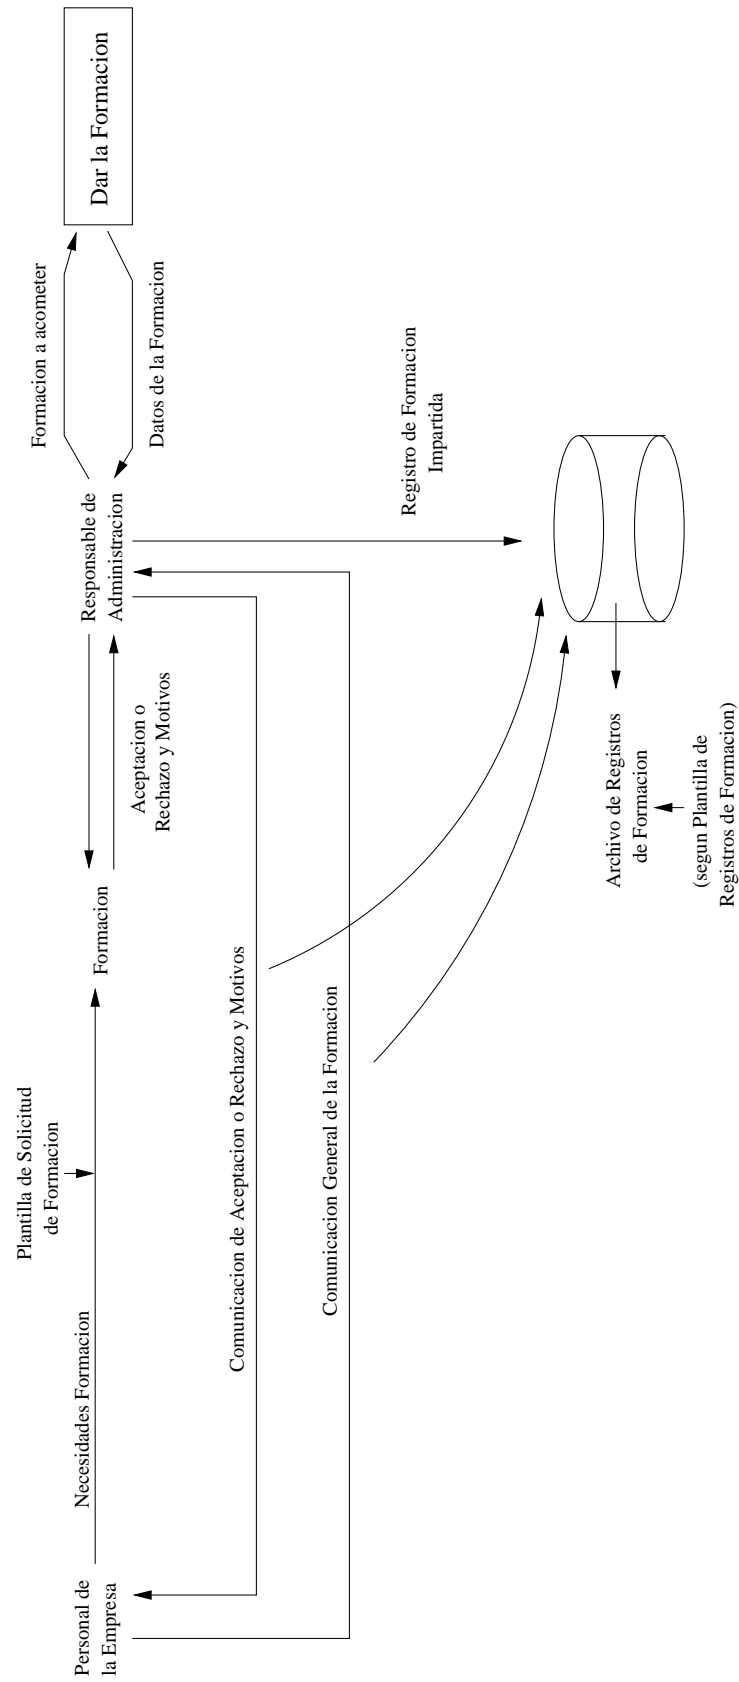 Personal de
la Empresa
Necesidades Formacion
Plantilla de Solicitud
de Formacion
Formacion
Aceptacion o
Rechazo y Motivos
Responsable de
Administracion
Formacion a acometer
Datos de la Formacion
Dar la Formacion
Comunicacion de Aceptacion o Rechazo y Motivos
Comunicacion General de la Formacion
Registro de Formacion
Impartida
Archivo de Registros
de Formacion
(segun Plantilla de
Registros de Formacion)